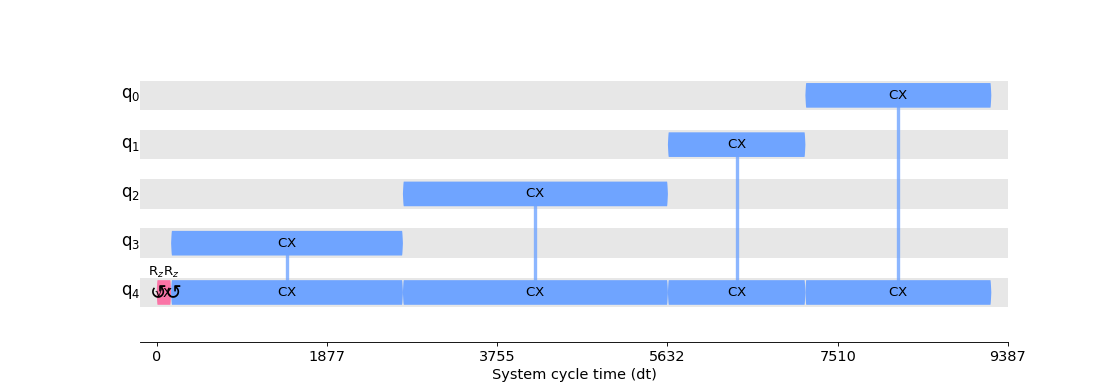 q0 CX
q1 CX
q2 CX
q3 CX
RzRz
q4 CX CX CX CX
0 1877 3755 5632 7510 9387
System cycle time (dt)